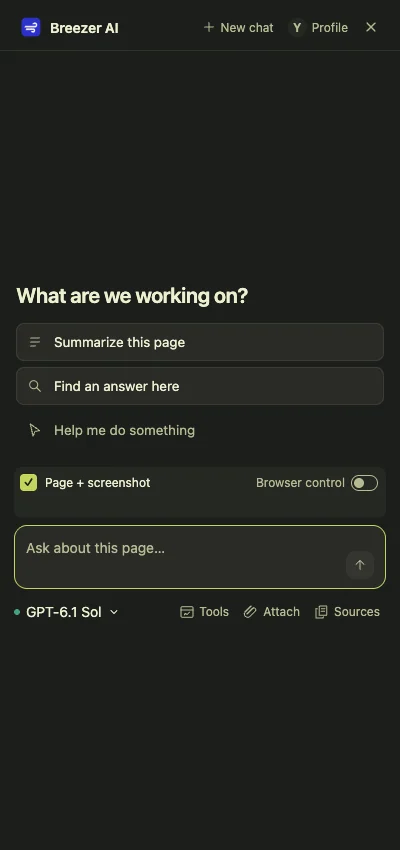 Breezer AI
New chat
Y
Profile
What are we working on?
Summarize this page
Find an answer here
Help me do something
Page + screenshot
Browser control
Ask about this page...
GPT-6.1 Sol
Tools
Attach
Sources